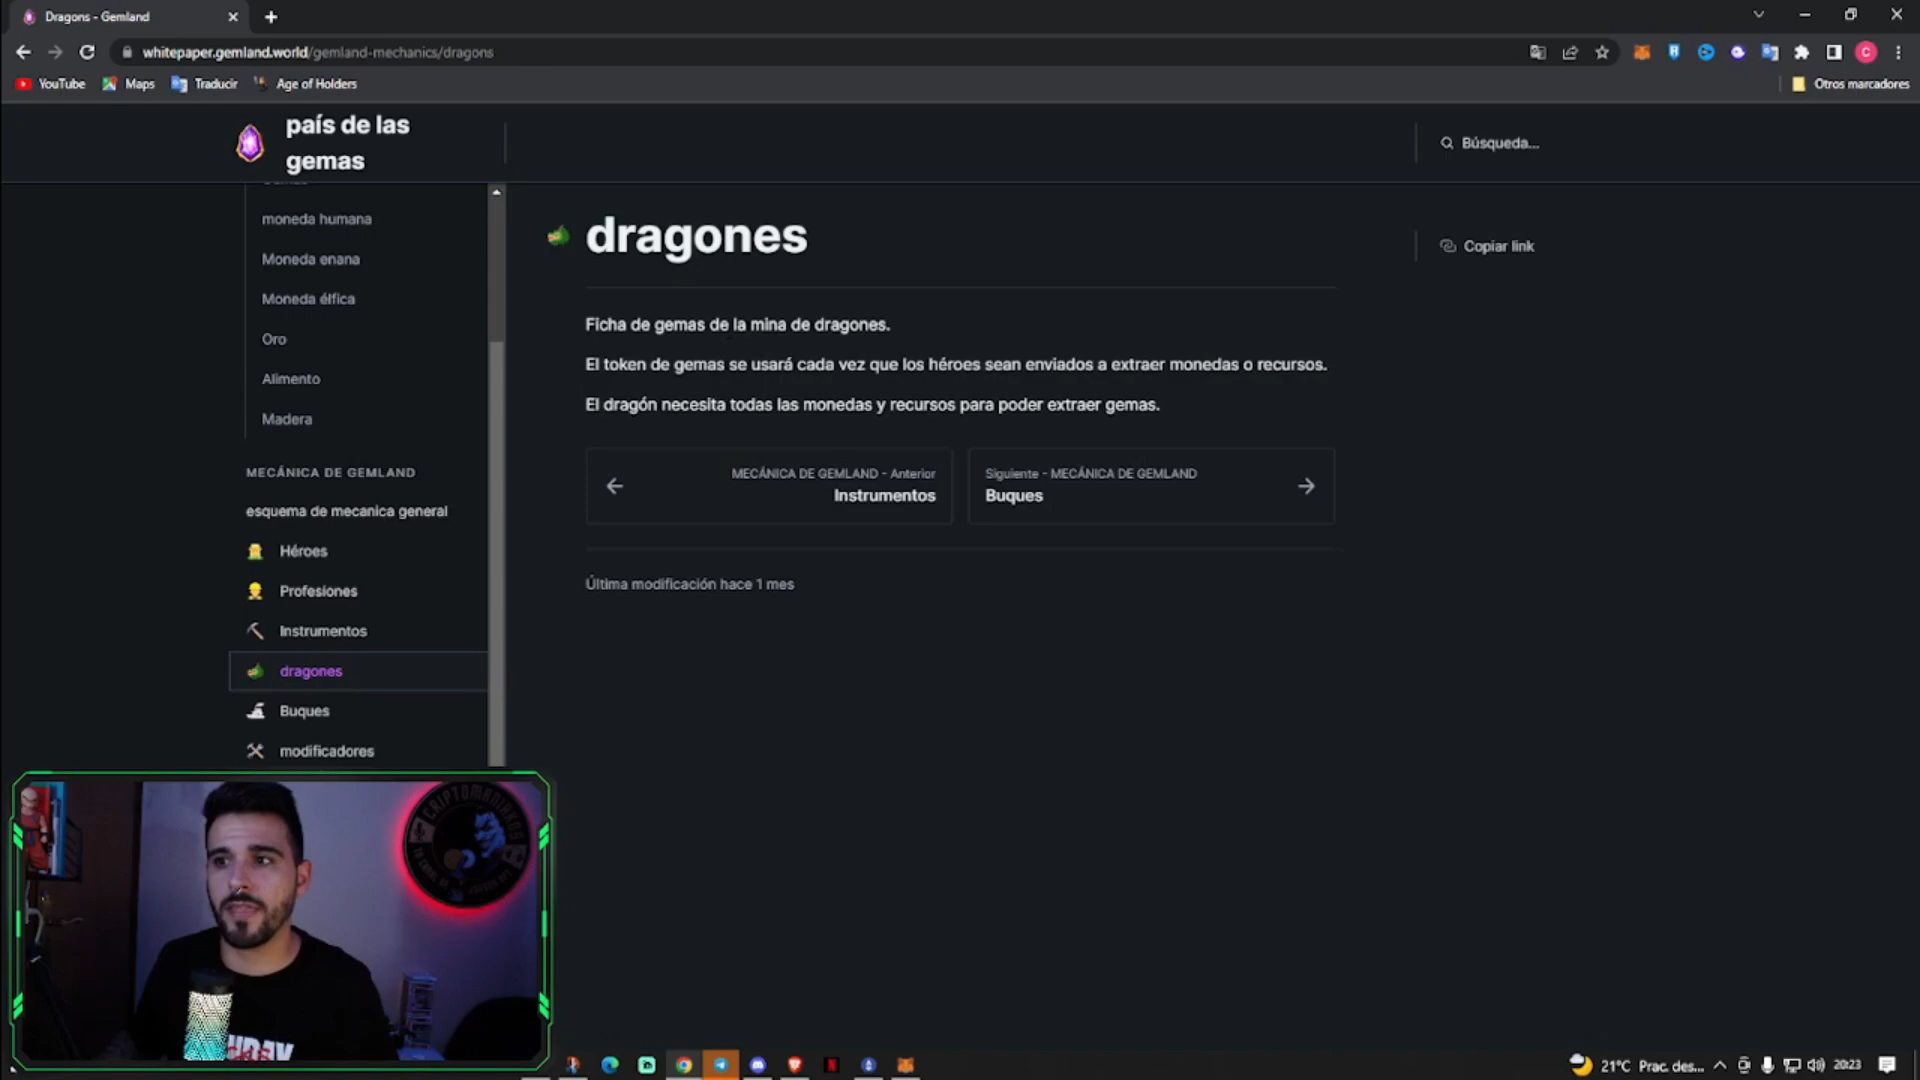 Dragons - Gemland
whitepaper.gemland.world/gemland-mechanics/dragons
C
YouTube
Maps
Traducir
Age of Holders
Otros marcadores
país de las
gemas
Búsqueda...
moneda humana
Moneda enana
Moneda élfica
Oro
Alimento
Madera
MECÁNICA DE GEMLAND
esquema de mecanica general
Héroes
Profesiones
Instrumentos
dragones
Buques
modificadores
dragones
Copiar link
Ficha de gemas de la mina de dragones.
El token de gemas se usará cada vez que los héroes sean enviados a extraer monedas o recursos.
El dragón necesita todas las monedas y recursos para poder extraer gemas.
MECÁNICA DE GEMLAND - Anterior
Instrumentos
Siguiente - MECÁNICA DE GEMLAND
Buques
Última modificación hace 1 mes
CRIPTOMANIAKOS
21°C
Prac. des...
20:23